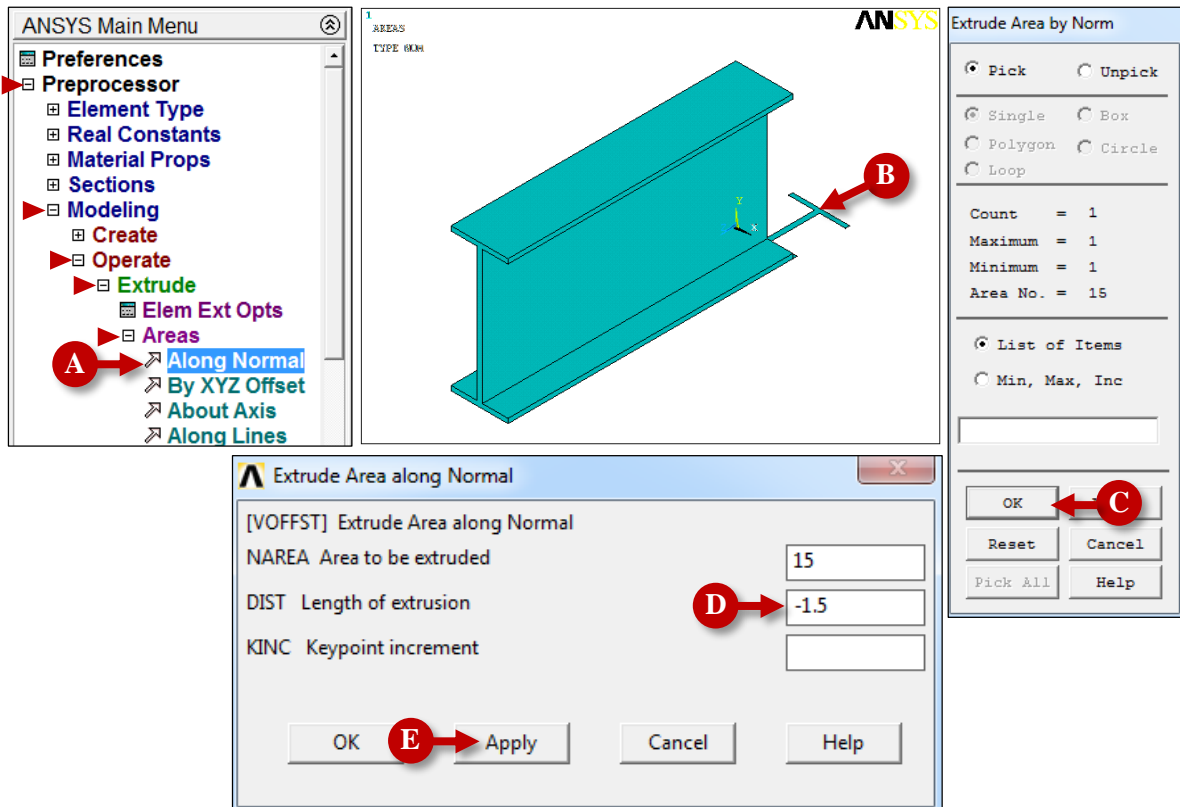 ANSYS Main Menu
Preferences
Preprocessor
Element Type
Real Constants
Material Props
Sections
Modeling
Create
Operate
Extrude
Elem Ext Opts
Areas
A
Along Normal
By XYZ Offset
About Axis
Along Lines
1
AREAS
TYPE NUM
ANSYS
B
Y
X
Extrude Area by Norm
Pick Unpick
Single Box
Polygon Circle
Loop
Count = 1
Maximum = 1
Minimum = 1
Area No. = 15
List of Items
Min, Max, Inc
OK C
Reset Cancel
Pick All Help
Extrude Area along Normal
[VOFFST] Extrude Area along Normal
NAREA Area to be extruded 15
DIST Length of extrusion D -1.5
KINC Keypoint increment
OK E Apply Cancel Help